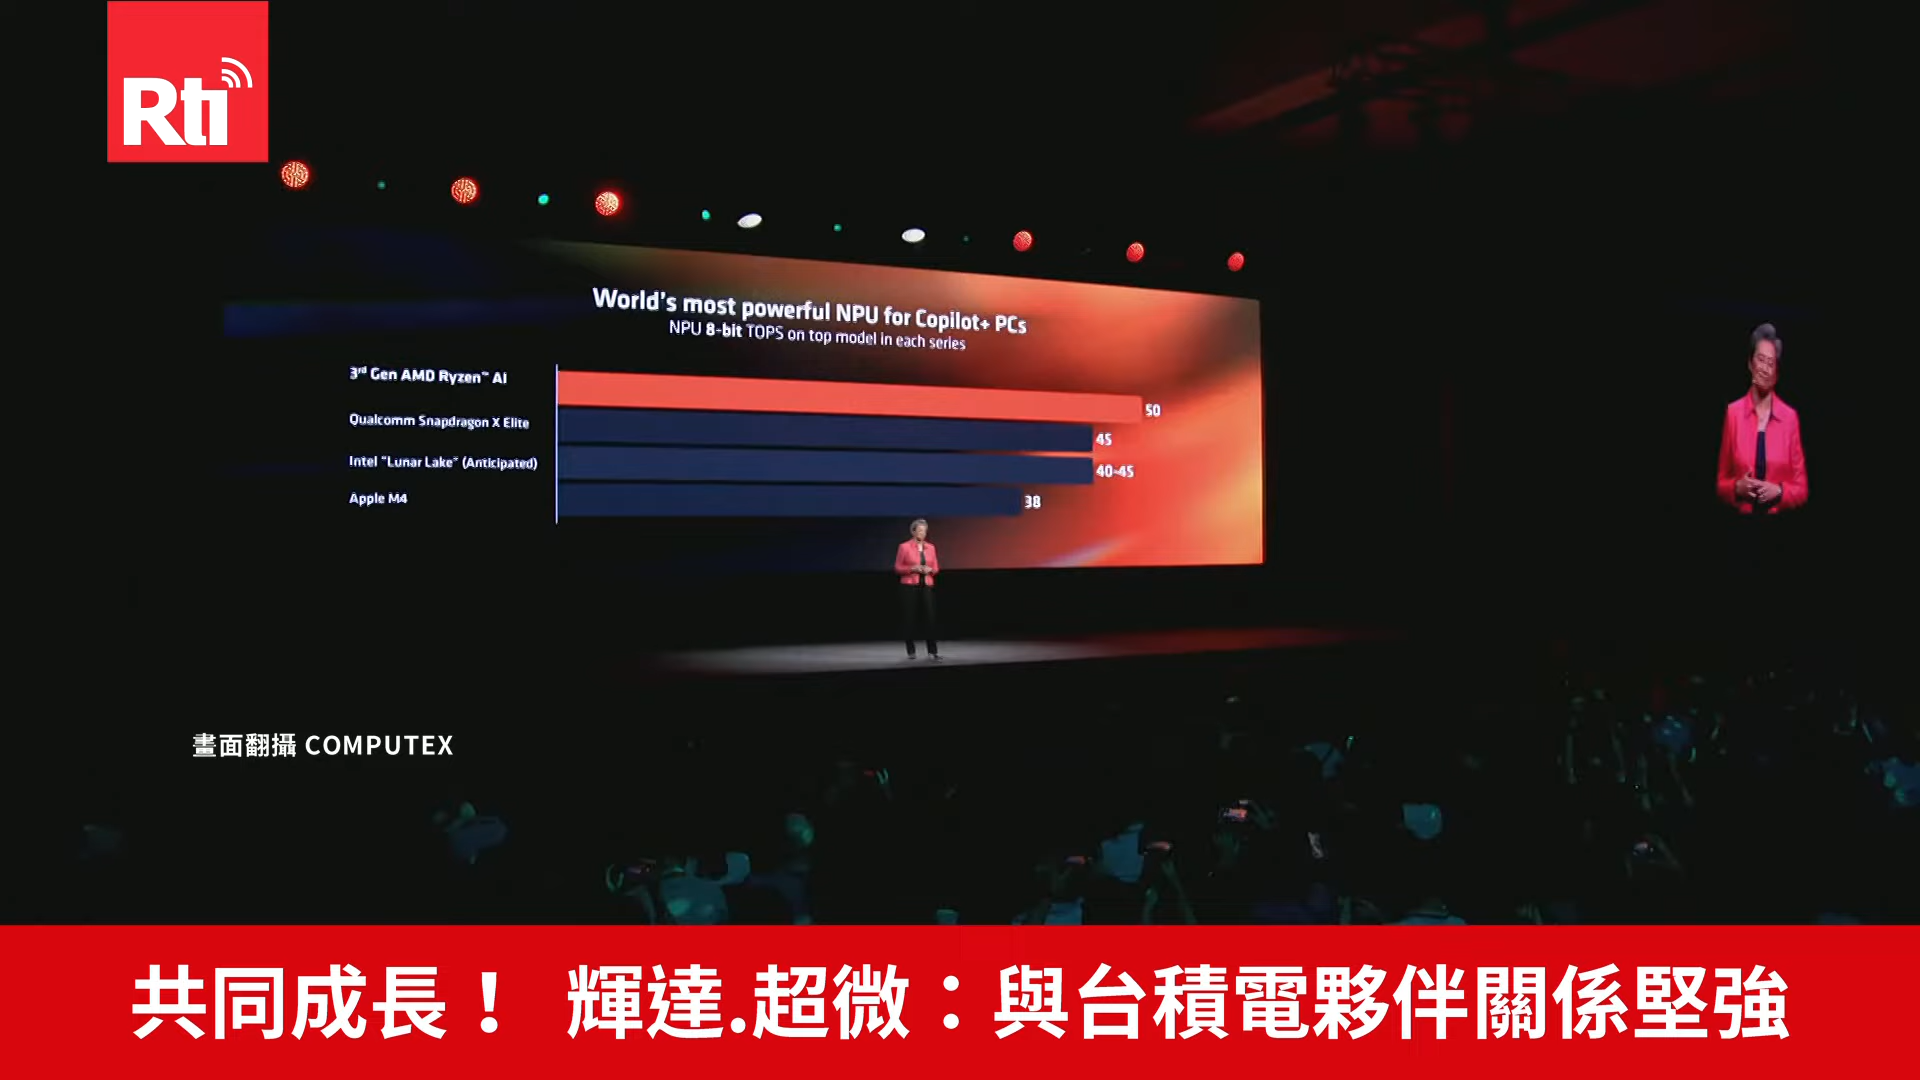 Rti
World's most powerful NPU for Copilot+ PCs
NPU 8-bit TOPS on top model in each series
3rd Gen AMD Ryzen™ AI
50
Qualcomm Snapdragon X Elite
45
Intel "Lunar Lake" (Anticipated)
40-45
Apple M4
38
畫面翻攝 COMPUTEX
共同成長！ 輝達.超微：與台積電夥伴關係堅強